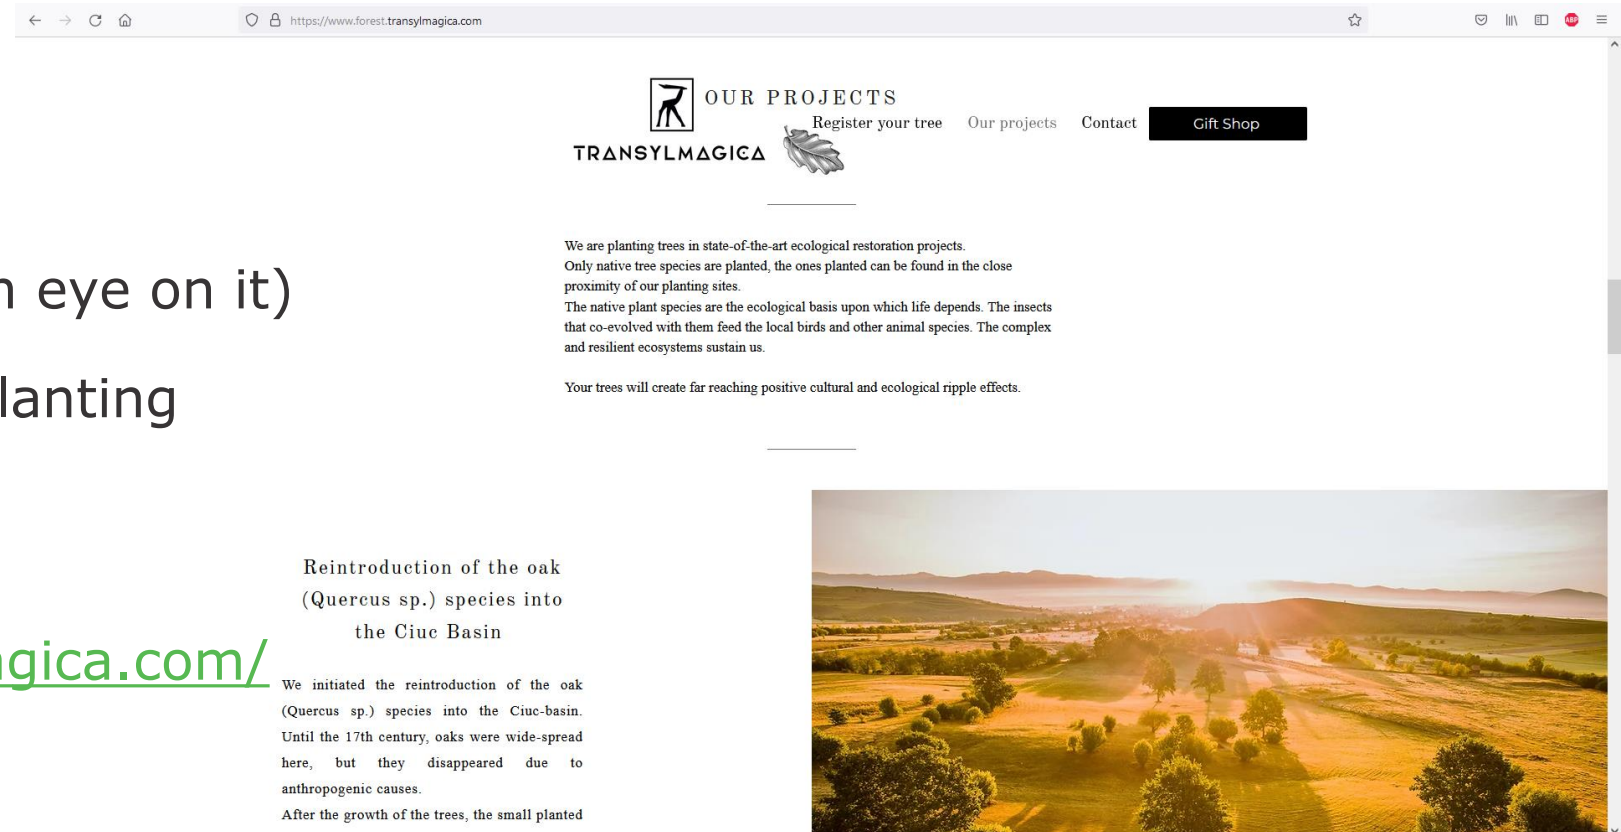 https://www.forest.transylmagica.com
ABP
OUR PROJECTS
Register your tree Our projects Contact Gift Shop
TRANSYLMAGICA
We are planting trees in state-of-the-art ecological restoration projects.
Only native tree species are planted, the ones planted can be found in the close
proximity of our planting sites.
The native plant species are the ecological basis upon which life depends. The insects
that co-evolved with them feed the local birds and other animal species. The complex
and resilient ecosystems sustain us.
Your trees will create far reaching positive cultural and ecological ripple effects.
eye on it)
lanting
agica.com/
Reintroduction of the oak
(Quercus sp.) species into
the Ciuc Basin
We initiated the reintroduction of the oak
(Quercus sp.) species into the Ciuc-basin.
Until the 17th century, oaks were wide-spread
here, but they disappeared due to
anthropogenic causes.
After the growth of the trees, the small planted